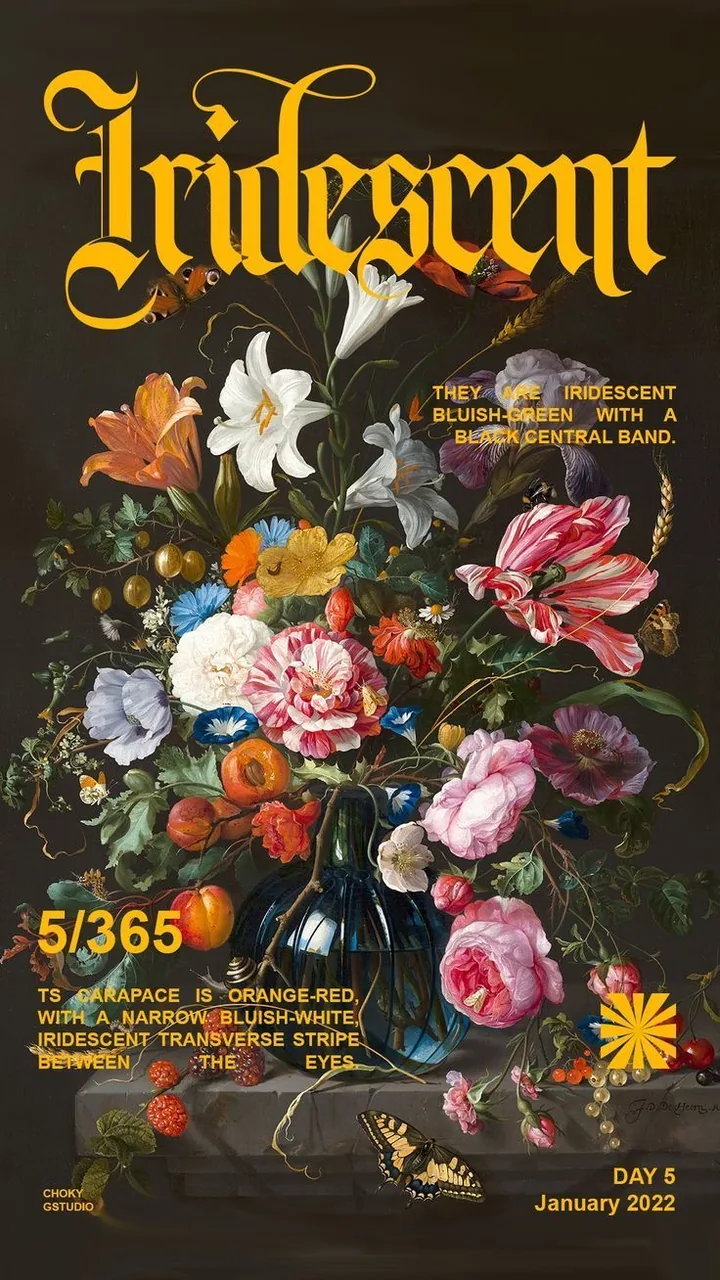 Iridescent
THEY ARE IRIDESCENT
BLUISH-GREEN WITH A
BLACK CENTRAL BAND.
5/365
TS CARAPACE IS ORANGE-RED,
WITH A NARROW BLUISH-WHITE,
IRIDESCENT TRANSVERSE STRIPE
BETWEEN THE EYES.
CHOKY
GSTUDIO
DAY 5
January 2022